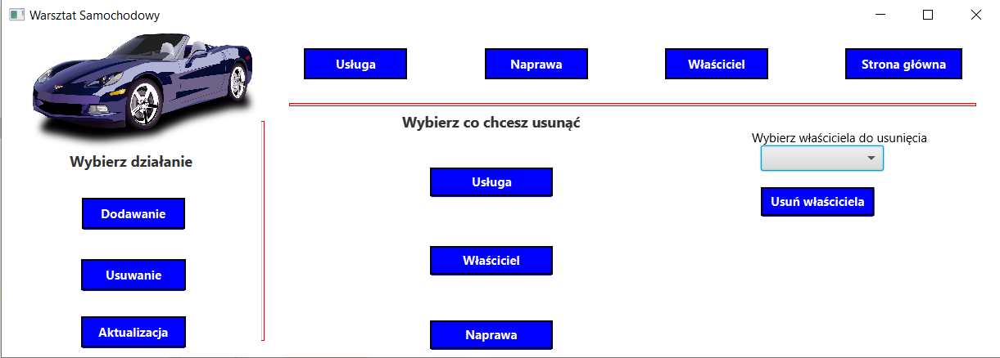 Warsztat Samochodowy
Usługa
Naprawa
Właściciel
Strona główna
Wybierz działanie
Dodawanie
Usuwanie
Aktualizacja
Wybierz co chcesz usunąć
Usługa
Właściciel
Naprawa
Wybierz właściciela do usunięcia
Usuń właściciela